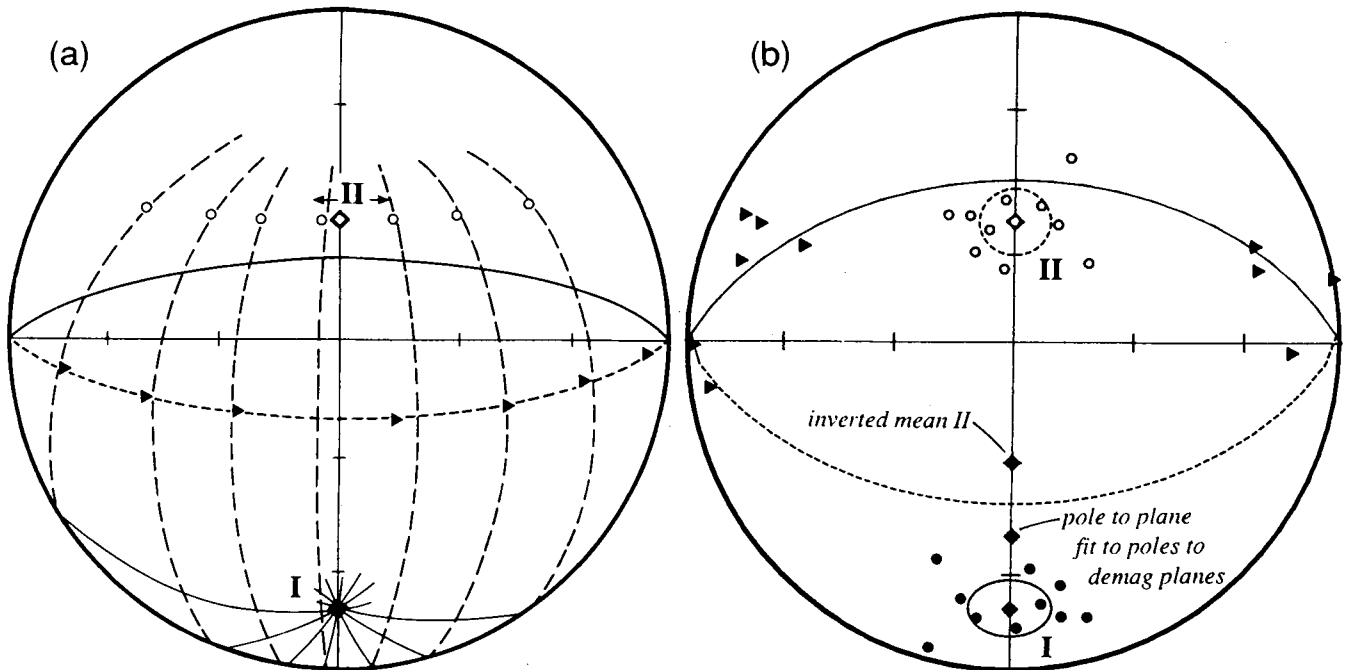 (a)
II
I
(b)
II
inverted mean II
pole to plane
fit to poles to
demag planes
I